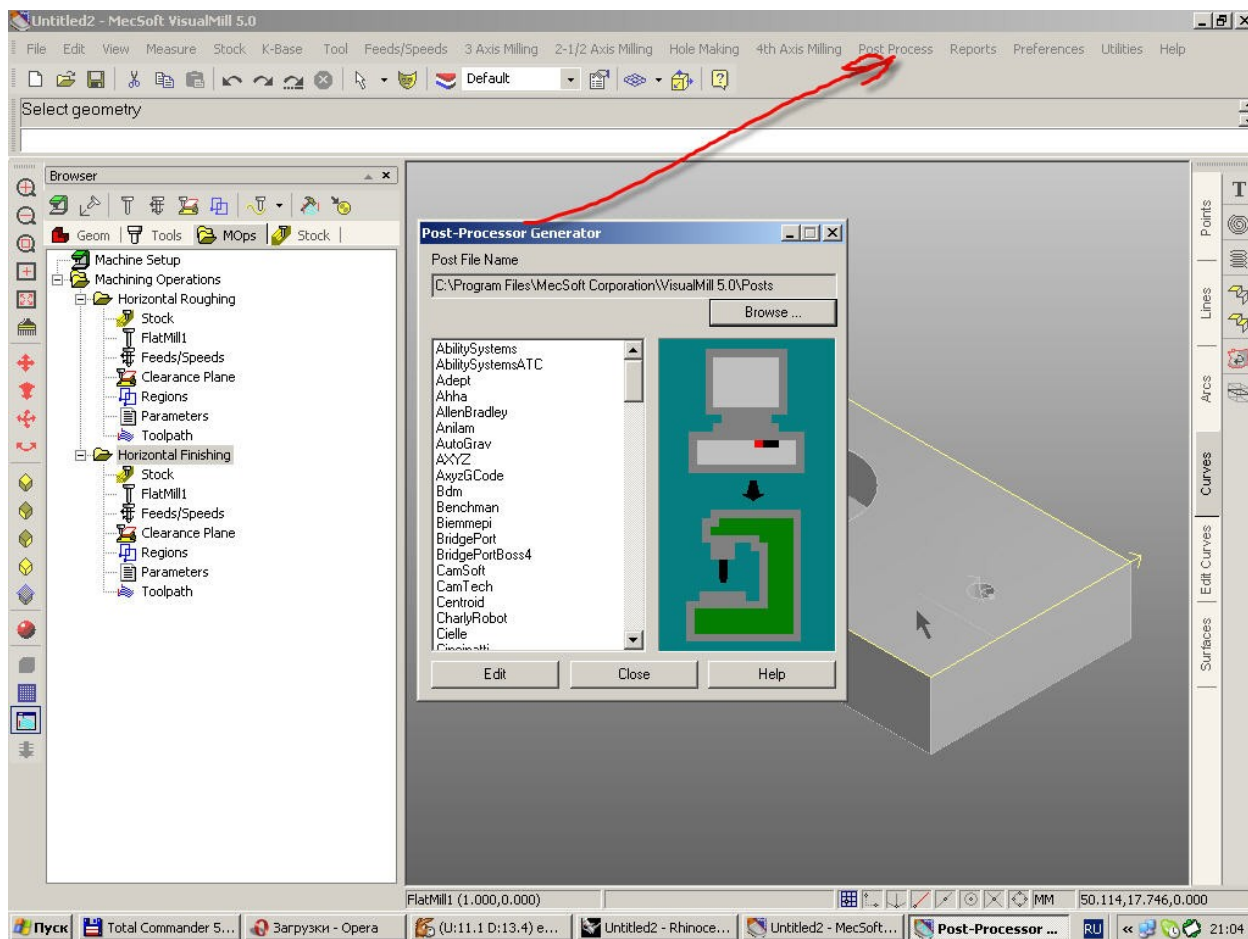 Untitled2 - MecSoft VisualMill 5.0
File Edit View Measure Stock K-Base Tool Feeds/Speeds 3 Axis Milling 2-1/2 Axis Milling Hole Making 4th Axis Milling Post Process Reports Preferences Utilities Help
Default
Select geometry
Browser
Geom Tools MOps Stock
Machine Setup
Machining Operations
Horizontal Roughing
Stock
FlatMill1
Feeds/Speeds
Clearance Plane
Regions
Parameters
Toolpath
Horizontal Finishing
Stock
FlatMill1
Feeds/Speeds
Clearance Plane
Regions
Parameters
Toolpath
Post-Processor Generator
Post File Name
C:\Program Files\MecSoft Corporation\VisualMill 5.0\Posts
Browse ...
AbilitySystems
AbilitySystemsATC
Adept
Ahha
AllenBradley
Anilam
AutoGrav
AXYZ
AxyzGCode
Bdm
Benchman
Biemmepi
BridgePort
BridgePortBoss4
CamSoft
CamTech
Centroid
CharlyRobot
Cielle
Cincinatti
Edit Close Help
Points
Lines
Arcs
Curves
Edit Curves
Surfaces
T
FlatMill1 (1.000,0.000)
MM
50.114,17.746,0.000
Пуск
Total Commander 5...
Загрузки - Opera
(U:11.1 D:13.4) e...
Untitled2 - Rhinoce...
Untitled2 - MecSoft...
Post-Processor ...
RU
«
21:04